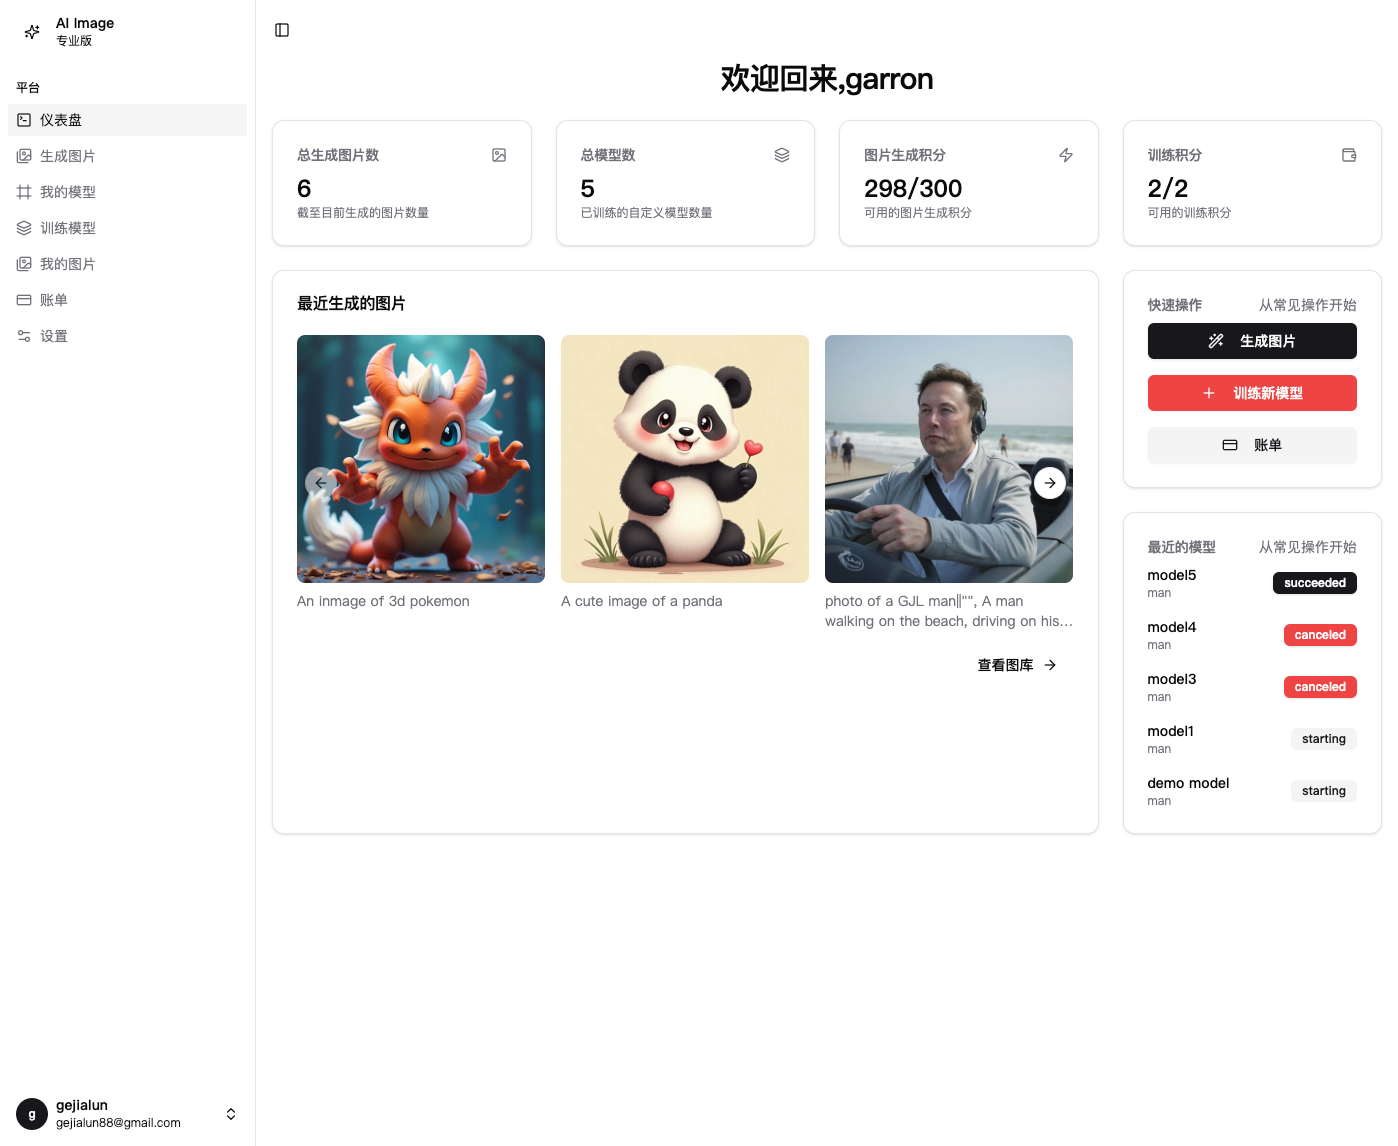 AI Image
专业版
平台
仪表盘
生成图片
我的模型
训练模型
我的图片
账单
设置
gejialun
gejialun88@gmail.com
g
欢迎回来,garron
总生成图片数
6
截至目前生成的图片数量
总模型数
5
已训练的自定义模型数量
图片生成积分
298/300
可用的图片生成积分
训练积分
2/2
可用的训练积分
最近生成的图片
An inmage of 3d pokemon
A cute image of a panda
photo of a GJL man‖"", A man
walking on the beach, driving on his...
查看图库
快速操作
从常见操作开始
生成图片
训练新模型
账单
最近的模型
从常见操作开始
model5
man
succeeded
model4
man
canceled
model3
man
canceled
model1
man
starting
demo model
man
starting